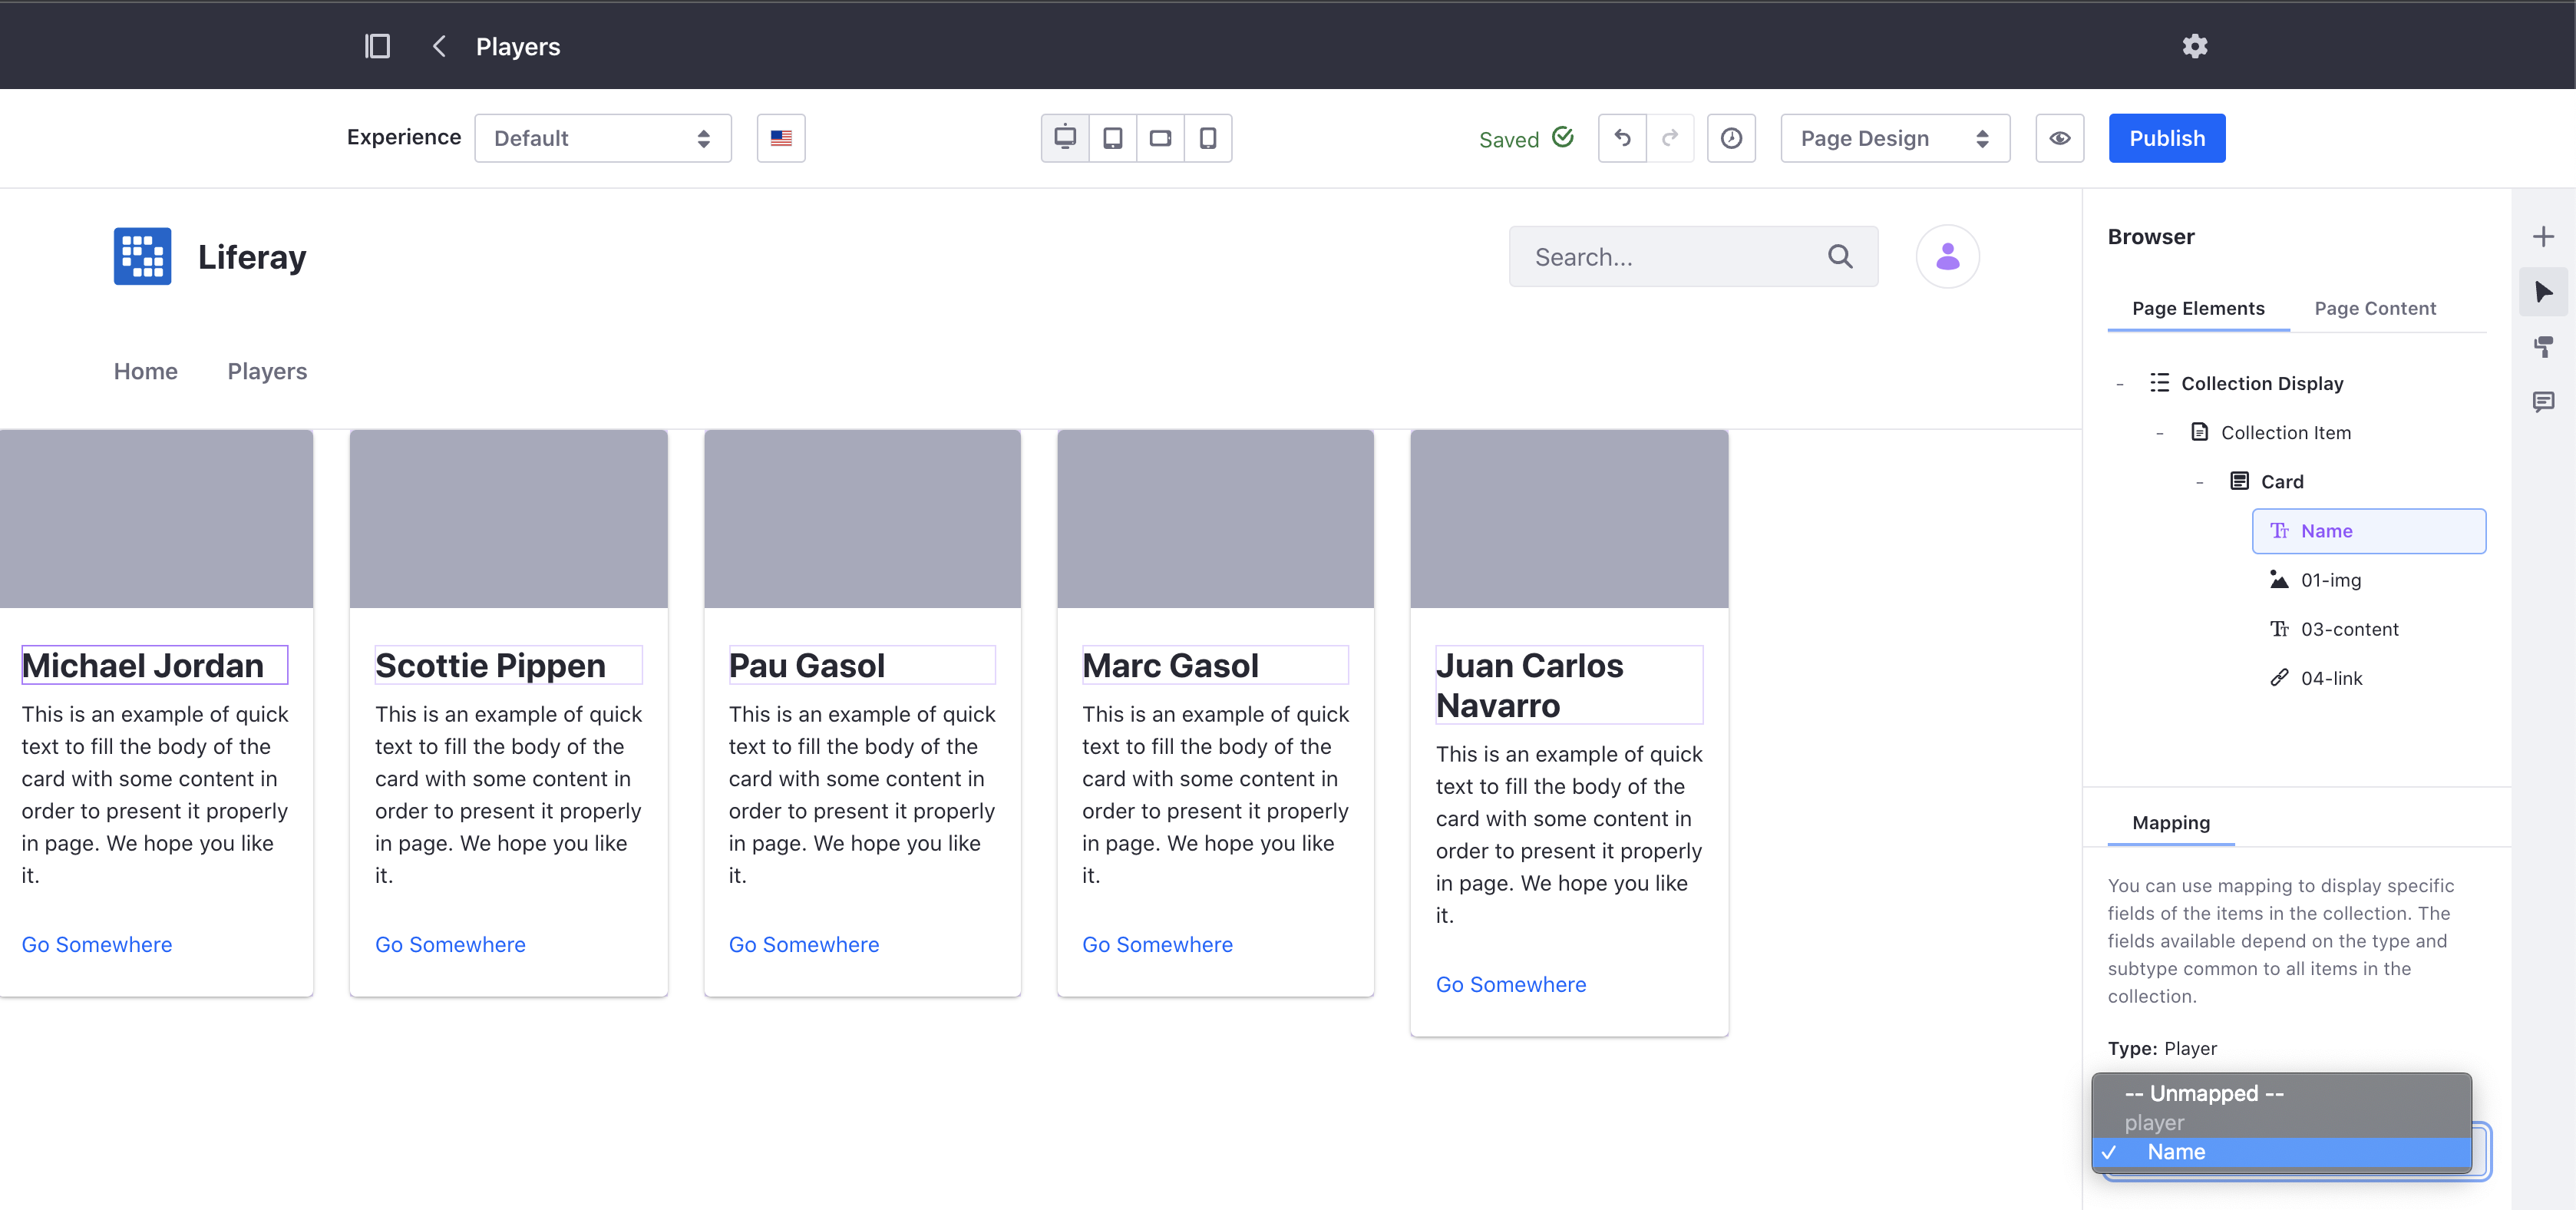 Players
Experience
Default
Saved
Page Design
Publish
Liferay
Search...
Home
Players
Michael Jordan
This is an example of quick
text to fill the body of the
card with some content in
order to present it properly
in page. We hope you like
it.
Go Somewhere
Scottie Pippen
This is an example of quick
text to fill the body of the
card with some content in
order to present it properly
in page. We hope you like
it.
Go Somewhere
Pau Gasol
This is an example of quick
text to fill the body of the
card with some content in
order to present it properly
in page. We hope you like
it.
Go Somewhere
Marc Gasol
This is an example of quick
text to fill the body of the
card with some content in
order to present it properly
in page. We hope you like
it.
Go Somewhere
Juan Carlos
Navarro
This is an example of quick
text to fill the body of the
card with some content in
order to present it properly
in page. We hope you like
it.
Go Somewhere
Browser
Page Elements
Page Content
- Collection Display
- Collection Item
- Card
Name
01-img
03-content
04-link
Mapping
You can use mapping to display specific
fields of the items in the collection. The
fields available depend on the type and
subtype common to all items in the
collection.
Type: Player
-- Unmapped --
player
Name